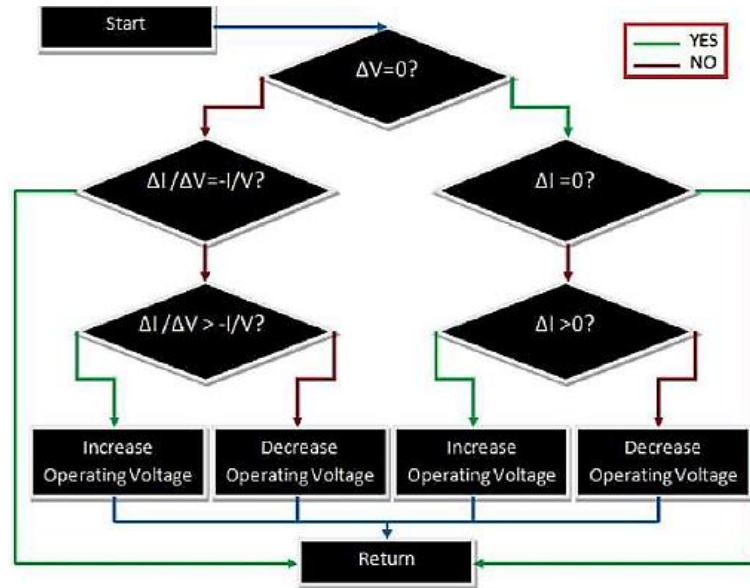 Start
YES
NO
ΔV=0?
ΔI/ΔV=-I/V?
ΔI =0?
ΔI/ΔV > -I/V?
ΔI >0?
Increase
Operating Voltage
Decrease
Operating Voltage
Increase
Operating Voltage
Decrease
Operating Voltage
Return